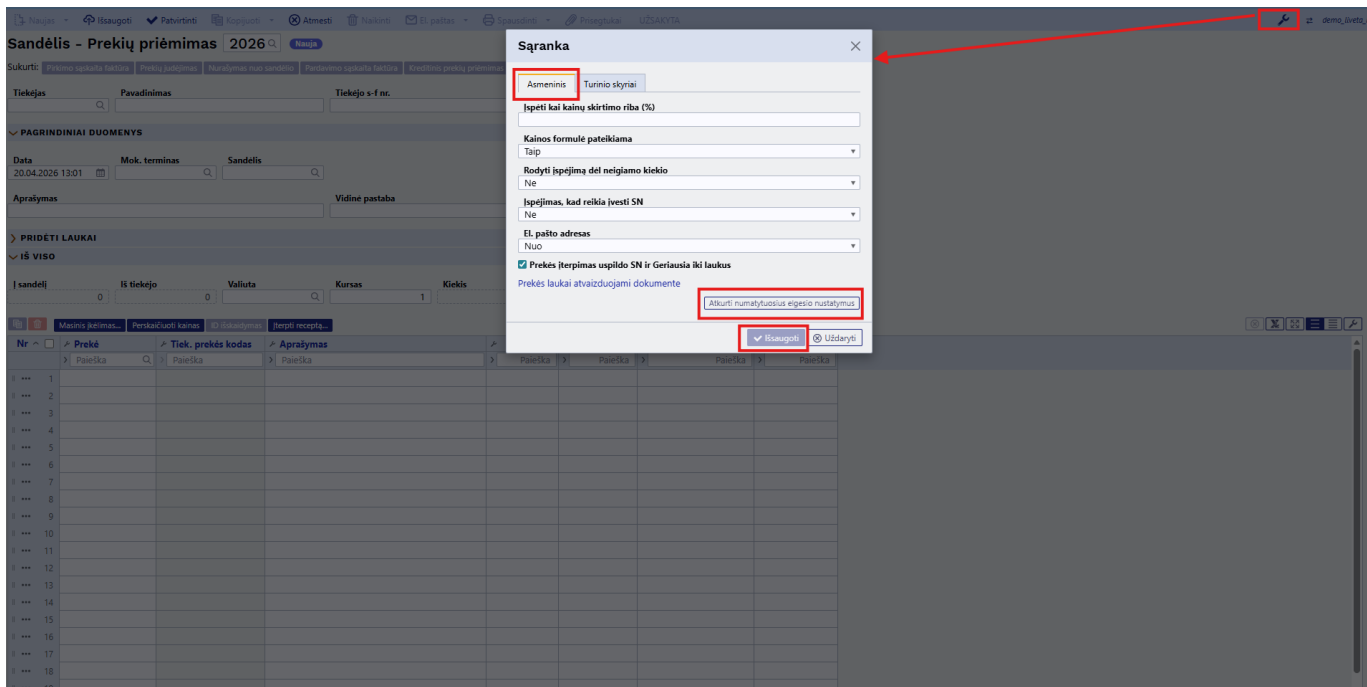 Naujas Išsaugoti Patvirtinti Kopijuoti Atmesti Naikinti El. paštas Spausdinti Prisegtukai UŽSAKYTA demo_liveta_
Sandėlis - Prekių priėmimas 2026 Nauja
Sukurti: Pirkimo sąskaita faktūra Prekių judėjimas Nurašymas nuo sandėlio Pardavimo sąskaita faktūra Kreditinis prekių priėmimas
Tiekėjas Pavadinimas Tiekėjo s-f nr.
PAGRINDINIAI DUOMENYS
Data Mok. terminas Sandėlis
20.04.2026 13:01
Aprašymas Vidinė pastaba
PRIDĖTI LAUKAI
IŠ VISO
Į sandėlį Iš tiekėjo Valiuta Kursas Kiekis
0 0 1
Masinis įkėlimas... Perskaičiuoti kainas ID išskaidymas Įterpti receptą...
Nr Prekė Tiek. prekės kodas Aprašymas
Paieška Paieška Paieška Paieška Paieška Paieška Paieška
1
2
3
4
5
6
7
8
9
10
11
12
13
14
15
16
17
18
Sąranka
Asmeninis Turinio skyriai
Įspėti kai kainų skirtimo riba (%)
Kainos formulė pateikiama
Taip
Rodyti įspėjimą dėl neigiamo kiekio
Ne
Įspėjimas, kad reikia įvesti SN
Ne
El. pašto adresas
Nuo
Prekės įterpimas uspildo SN ir Geriausia iki laukus
Prekės laukai atvaizduojami dokumente
Atkurti numatytuosius eigesio nustatymus
Išsaugoti Uždaryti